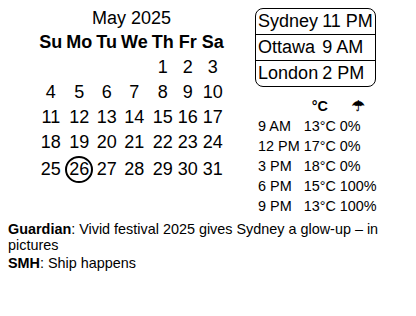 May 2025
Su Mo Tu We Th Fr Sa
1 2 3
4 5 6 7 8 9 10
11 12 13 14 15 16 17
18 19 20 21 22 23 24
25 26 27 28 29 30 31
Sydney 11 PM
Ottawa 9 AM
London 2 PM
°C ☂
9 AM 13°C 0%
12 PM 17°C 0%
3 PM 18°C 0%
6 PM 15°C 100%
9 PM 13°C 100%
Guardian: Vivid festival 2025 gives Sydney a glow-up – in
pictures
SMH: Ship happens